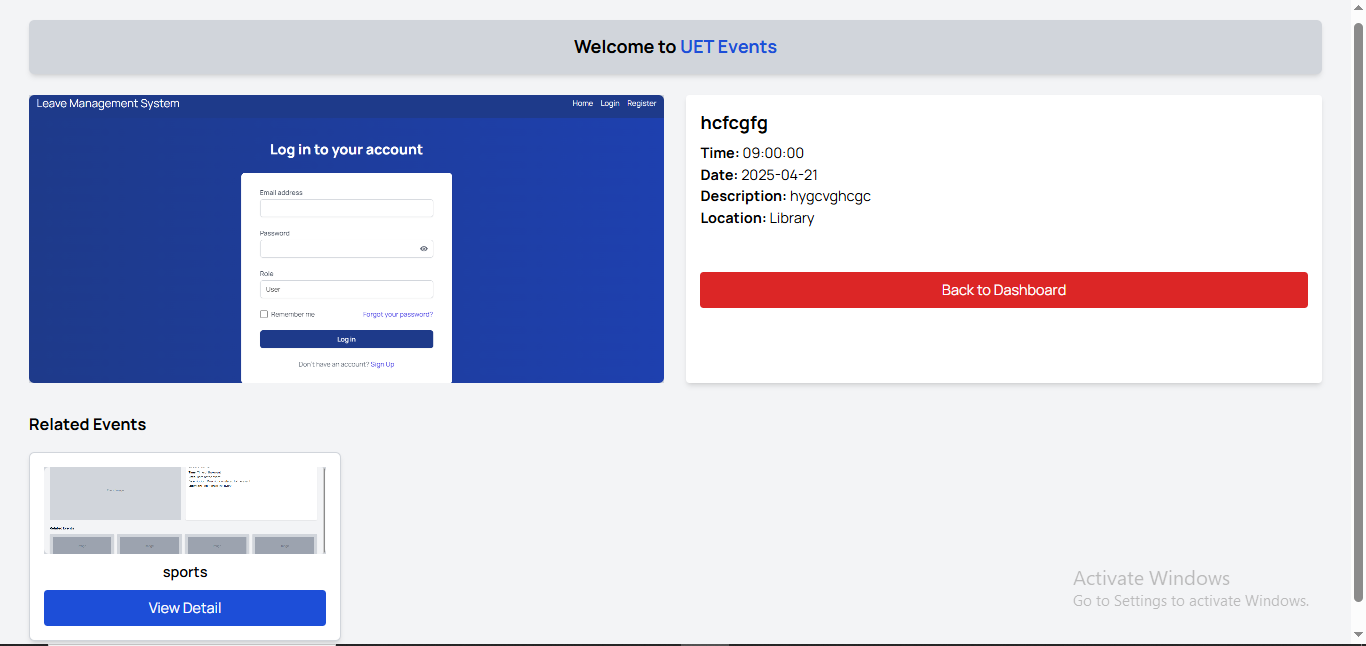 Welcome to UET Events
Leave Management System
Home Login Register
Log in to your account
Email address
Password
Role
User
Remember me
Forgot your password?
Log in
Don't have an account? Sign Up
hcfcgfg
Time: 09:00:00
Date: 2025-04-21
Description: hygcvghcgc
Location: Library
Back to Dashboard
Related Events
Related Events
sports
View Detail
Activate Windows
Go to Settings to activate Windows.